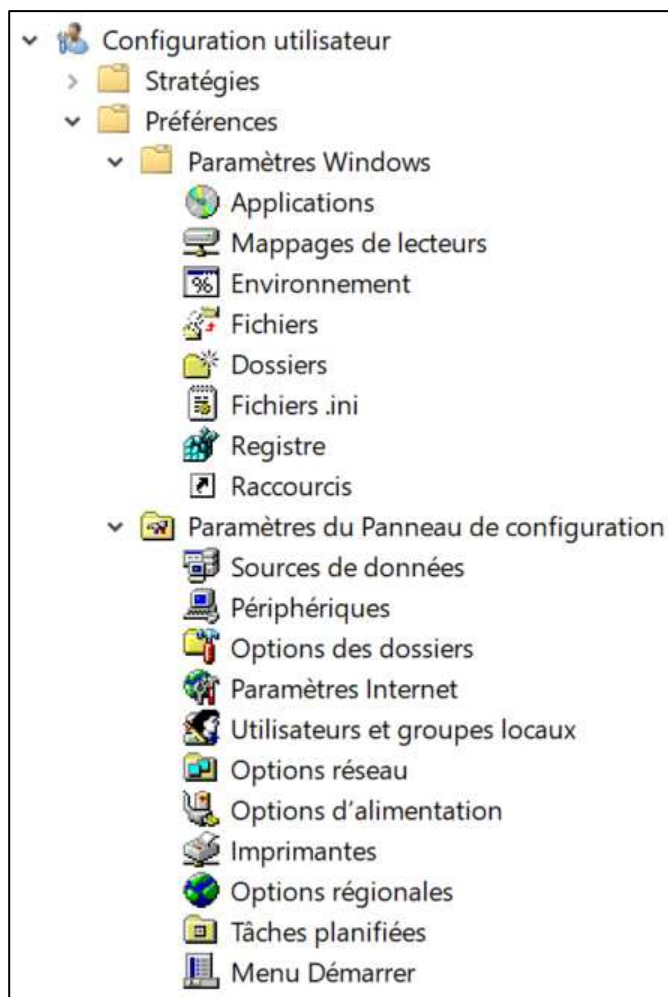 Configuration utilisateur
Stratégies
Préférences
Paramètres Windows
Applications
Mappages de lecteurs
Environnement
Fichiers
Dossiers
Fichiers .ini
Registre
Raccourcis
Paramètres du Panneau de configuration
Sources de données
Périphériques
Options des dossiers
Paramètres Internet
Utilisateurs et groupes locaux
Options réseau
Options d’alimentation
Imprimantes
Options régionales
Tâches planifiées
Menu Démarrer